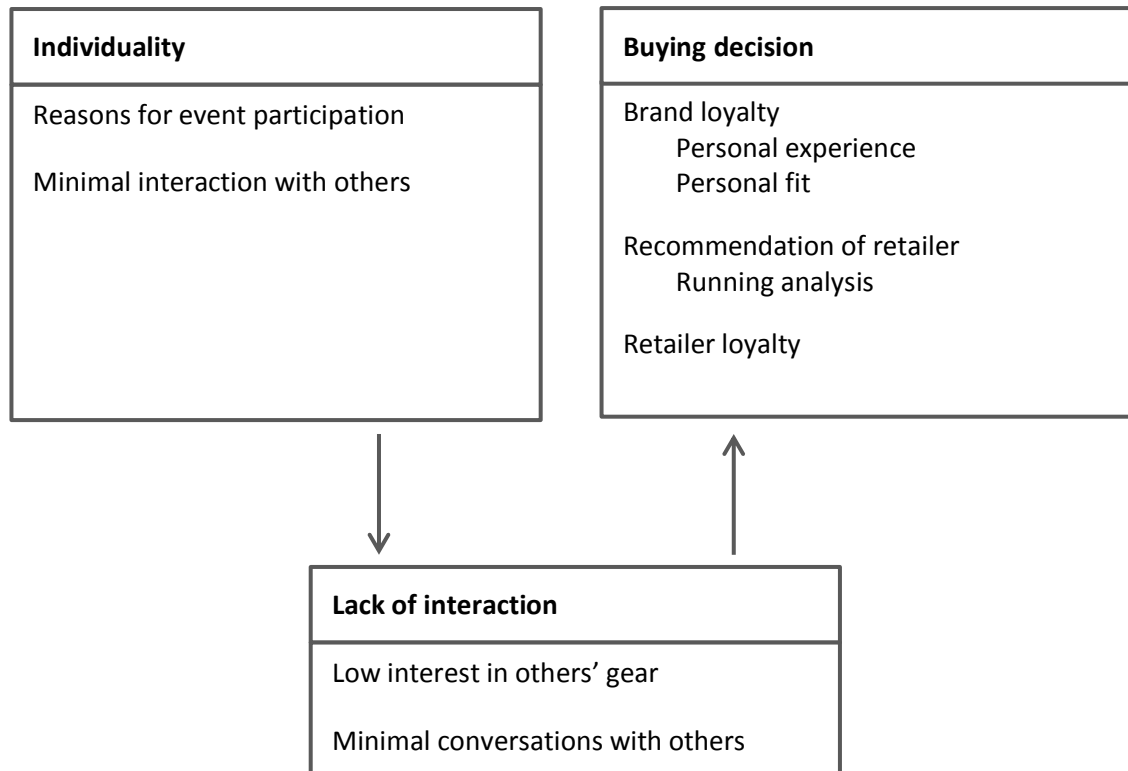 Individuality
Reasons for event participation
Minimal interaction with others
Buying decision
Brand loyalty
Personal experience
Personal fit
Recommendation of retailer
Running analysis
Retailer loyalty
Lack of interaction
Low interest in others’ gear
Minimal conversations with others